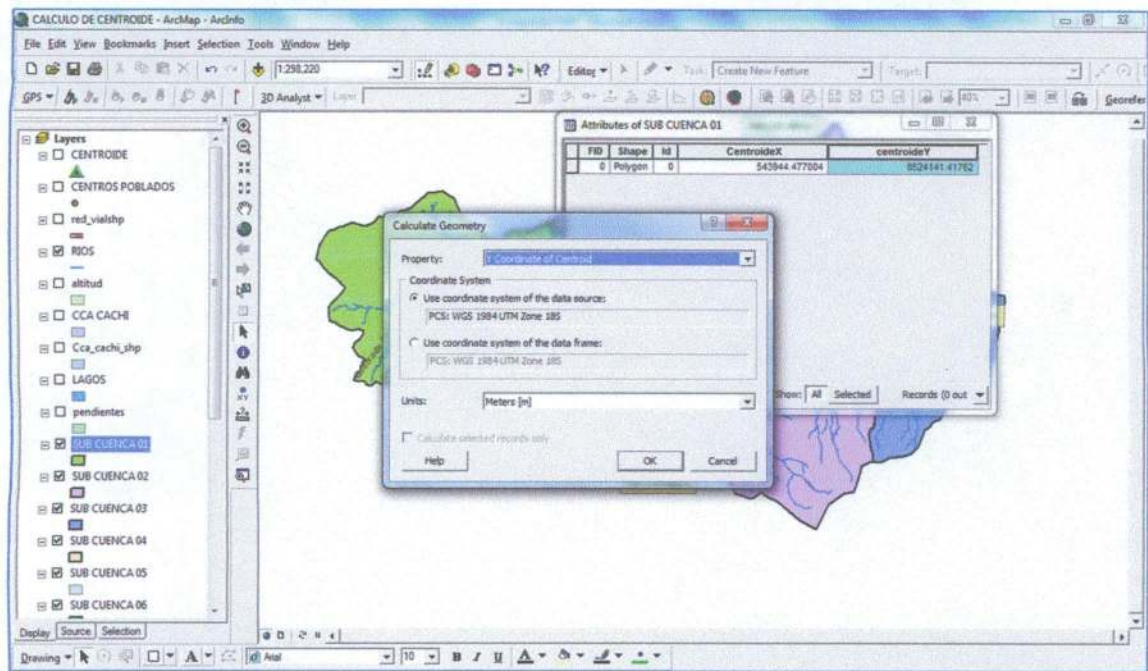 CALCULO DE CENTROIDE - ArcMap - ArcInfo
File Edit View Bookmarks Insert Selection Tools Window Help
1:298,220
Editor
Task:
Create New Feature
Target:
GPS
3D Analyst
Layer
40%
Georefer
Layers
CENTROIDE
CENTROS POBLADOS
red_vialshp
RIOS
altitud
CCA CACHI
Cca_cachi_shp
LAGOS
pendientes
SUB CUENCA 01
SUB CUENCA 02
SUB CUENCA 03
SUB CUENCA 04
SUB CUENCA 05
SUB CUENCA 06
Display Source Selection
Attributes of SUB CUENCA 01
FID Shape Id CentroideX centroideY
0 Polygon 0 543944.477004 8524141.41762
Show: All Selected Records (0 out
Calculate Geometry
Property: Y Coordinate of Centroid
Coordinate System
Use coordinate system of the data source:
PCS: WGS 1984 UTM Zone 18S
Use coordinate system of the data frame:
PCS: WGS 1984 UTM Zone 18S
Units: Meters [m]
Calculate selected records only
Help OK Cancel
Drawing A Arial 10 B I U A